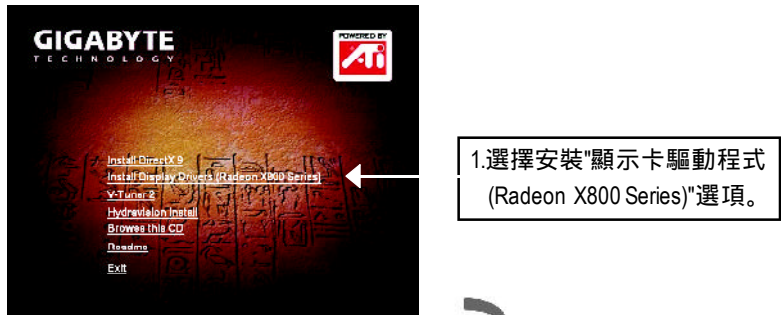 GIGABYTE
TECHNOLOGY
POWERED BY
ATi
Install DirectX 9
Install Display Drivers (Radeon X800 Series)
V-Tuner 2
Hydravision Install
Browse this CD
Readme
Exit
1.選擇安裝"顯示卡驅動程式
(Radeon X800 Series)"選項。